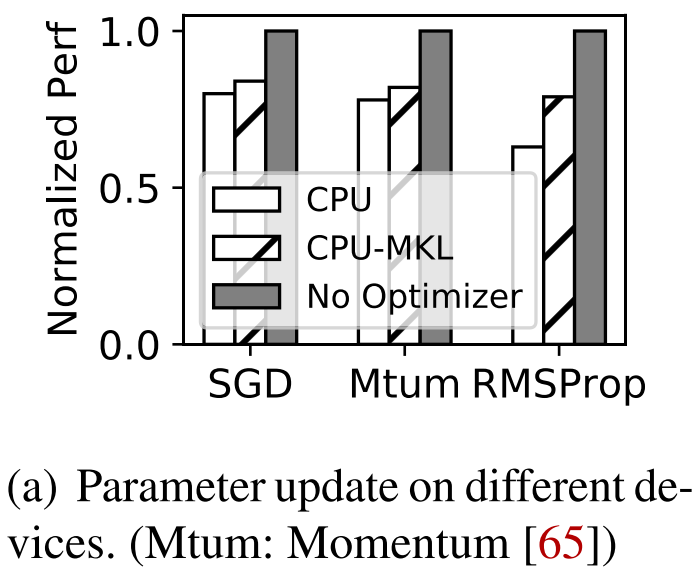 Normalized Perf
1.0
0.5
0.0
CPU
CPU-MKL
No Optimizer
SGD Mtum RMSProp
(a) Parameter update on different de-
vices. (Mtum: Momentum [65])